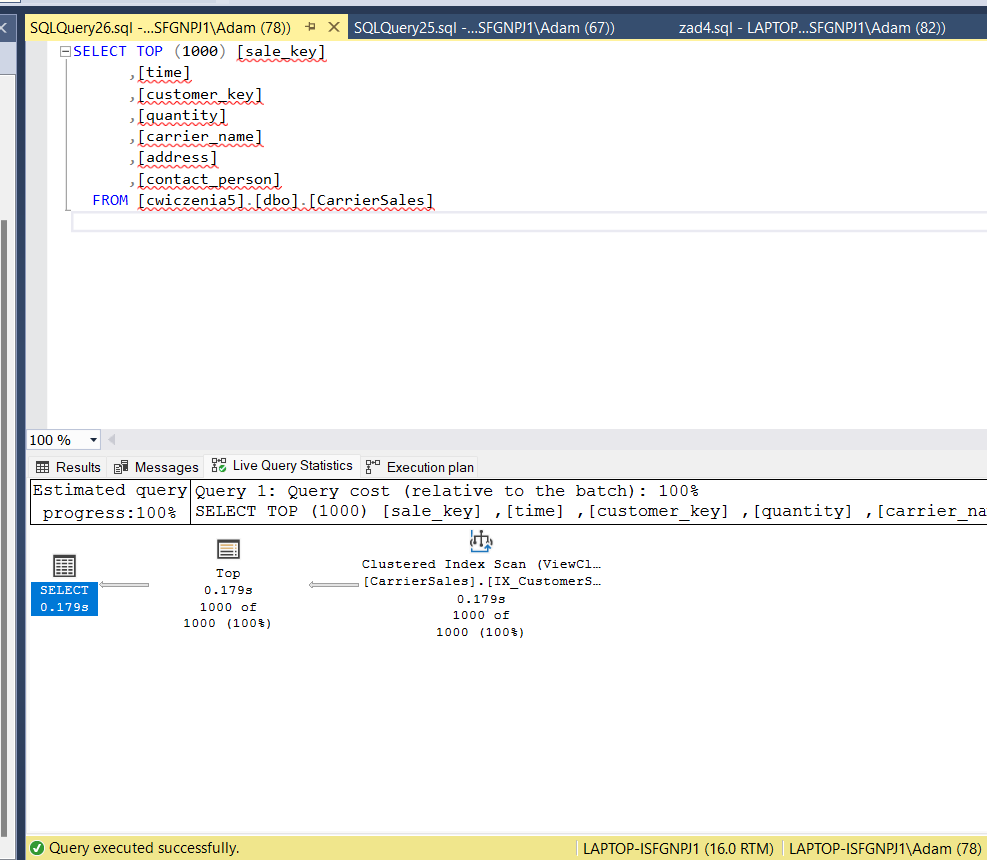 SQLQuery26.sql -...SFGNPJ1\Adam (78)) SQLQuery25.sql -...SFGNPJ1\Adam (67)) zad4.sql - LAPTOP...SFGNPJ1\Adam (82))
SELECT TOP (1000) [sale_key]
,[time]
,[customer_key]
,[quantity]
,[carrier_name]
,[address]
,[contact_person]
FROM [cwiczenia5].[dbo].[CarrierSales]
100 %
Results Messages Live Query Statistics Execution plan
Estimated query progress:100%
Query 1: Query cost (relative to the batch): 100%
SELECT TOP (1000) [sale_key] ,[time] ,[customer_key] ,[quantity] ,[carrier_na
SELECT
0.179s
Top
0.179s
1000 of
1000 (100%)
Clustered Index Scan (ViewCl...
[CarrierSales].[IX_CustomerS...
0.179s
1000 of
1000 (100%)
Query executed successfully. LAPTOP-ISFGNPJ1 (16.0 RTM) LAPTOP-ISFGNPJ1\Adam (78)